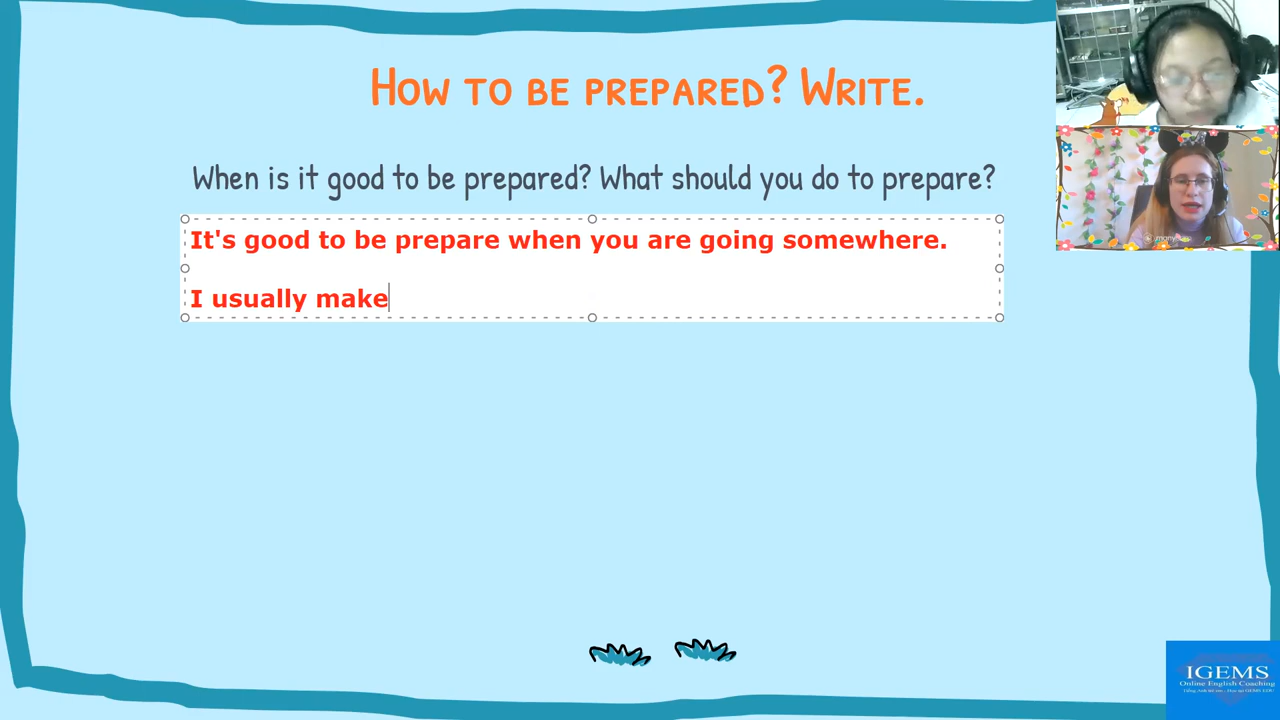 How to be prepared? Write.
When is it good to be prepared? What should you do to prepare?
It's good to be prepare when you are going somewhere.
I usually make
IGEMS
Online English Coaching